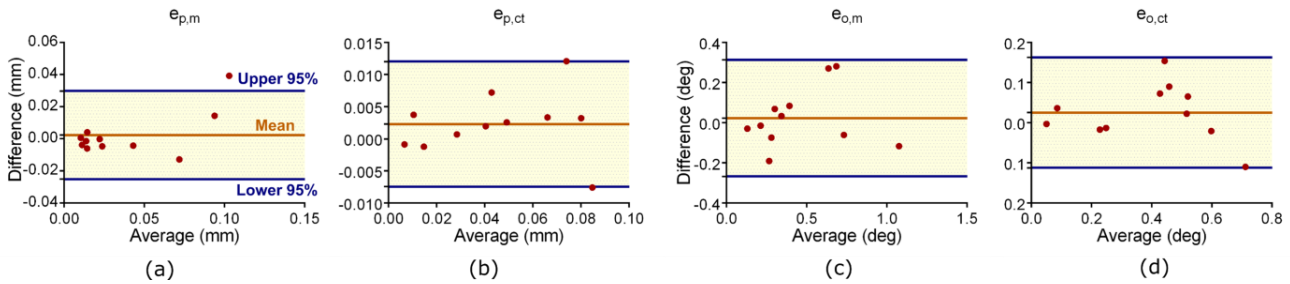 e_p,m
e_p,ct
e_o,m
e_o,ct
Difference (mm)
0.06
0.04
0.02
0.00
-0.02
-0.04
Upper 95%
Mean
Lower 95%
0.00 0.05 0.10 0.15
Average (mm)
(a)
0.015
0.010
0.005
0.000
-0.005
-0.010
0.00 0.02 0.04 0.06 0.08 0.10
Average (mm)
(b)
Difference (deg)
0.4
0.2
0.0
-0.2
-0.4
0.0 0.5 1.0 1.5
Average (deg)
(c)
0.2
0.1
0.0
0.1
0.2
0.0 0.2 0.4 0.6 0.8
Average (deg)
(d)